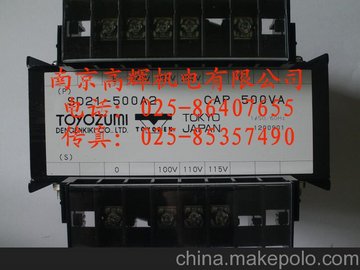 (P)
南京高辉机电有限公司
SD21-500A2 CAP 500VA
电话: 025-86407655
TOYOZUMI TOKYO
DENGENKIKI CO., LTD. JAPAN
传真: 025-85357490
(S)
0 100V 110V 115V
china.makepolo.com